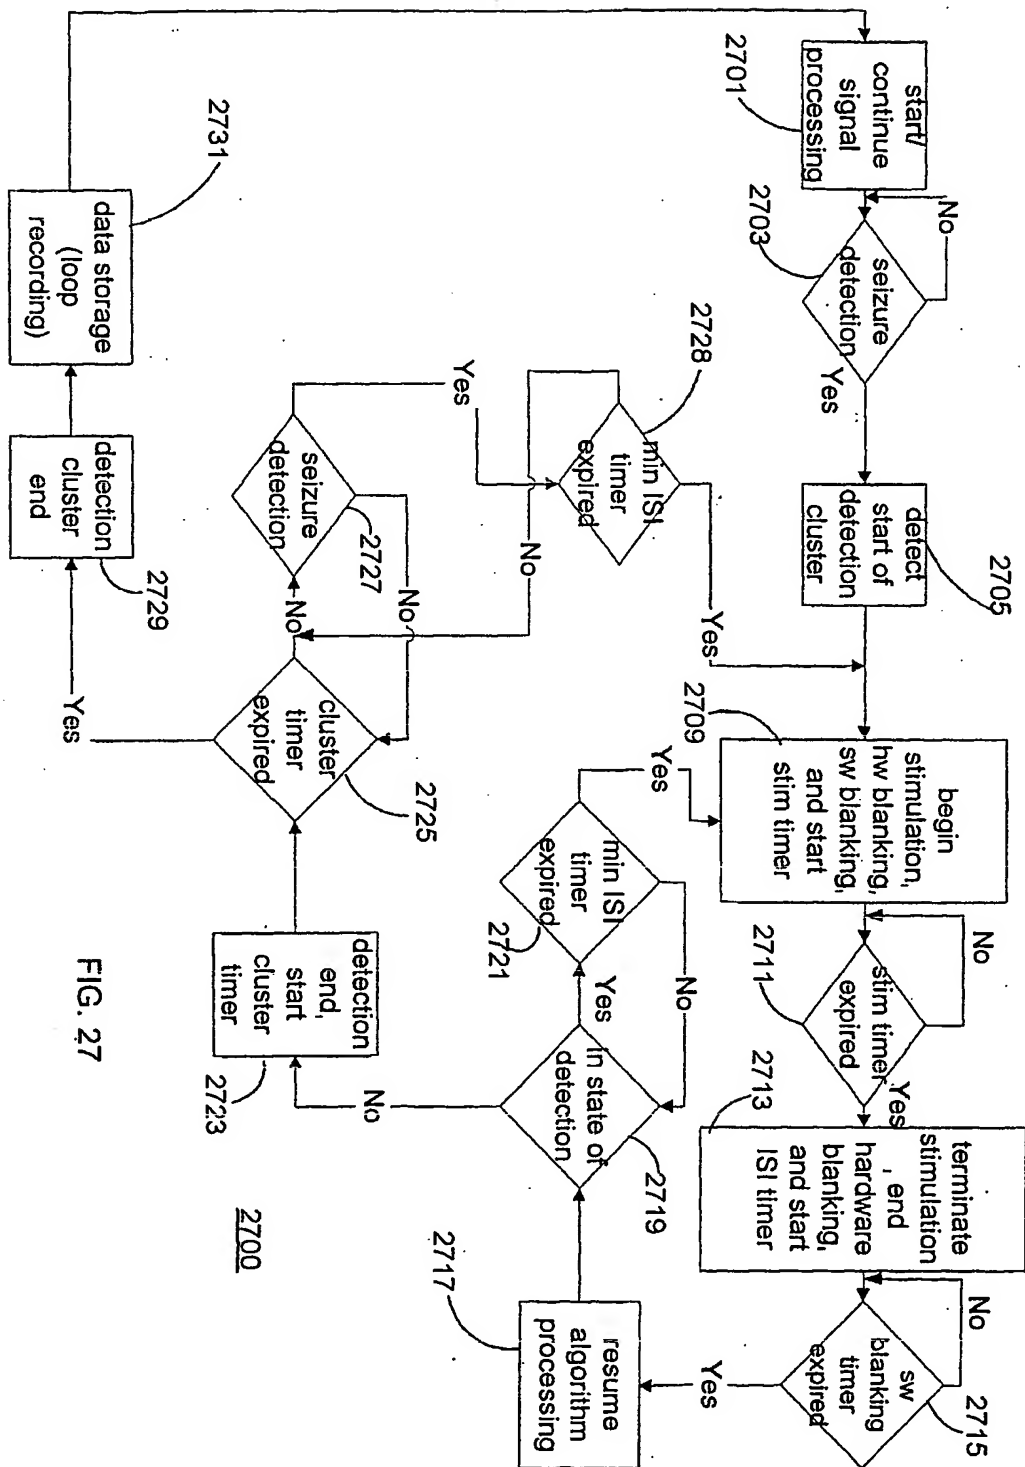 start/
continue
signal
processing
2701
No
seizure
detection
2703
Yes
detect
start of
detection
cluster
2705
begin
stimulation,
hw blanking,
sw blanking,
and start
stim timer
2709
No
stim timer
expired
2711
Yes
terminate
stimulation
, end
hardware
blanking,
and start
ISI timer
2713
No
sw
blanking
timer
expired
2715
Yes
resume
algorithm
processing
2717
in state of
detection
2719
Yes
No
min ISI
timer
expired
2721
Yes
No
detection
end,
start
cluster
timer
2723
cluster
timer
expired
2725
No
Yes
seizure
detection
2727
No
Yes
min ISI
timer
expired
2728
Yes
No
detection
cluster
end
2729
data storage
(loop
recording)
2731
2700
FIG. 27